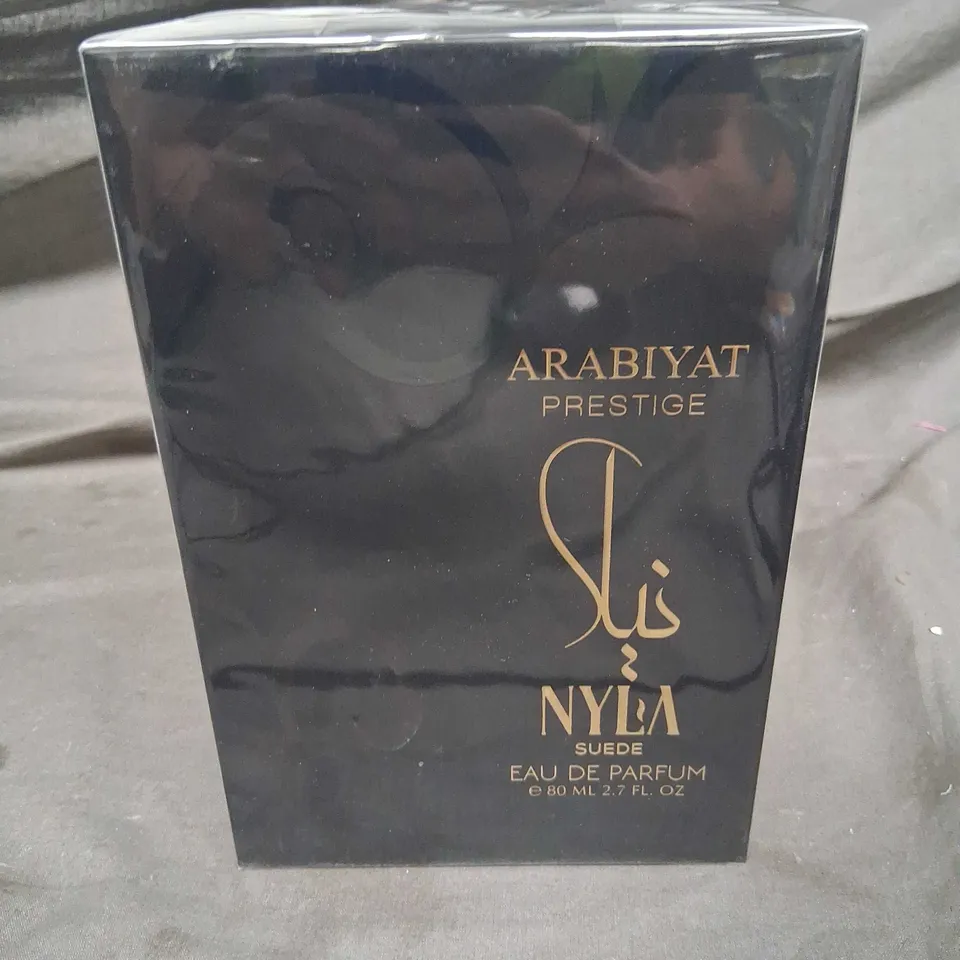 ARABIYAT
PRESTIGE
نيلا
NYLA
SUEDE
EAU DE PARFUM
℮ 80 ML 2.7 FL. OZ